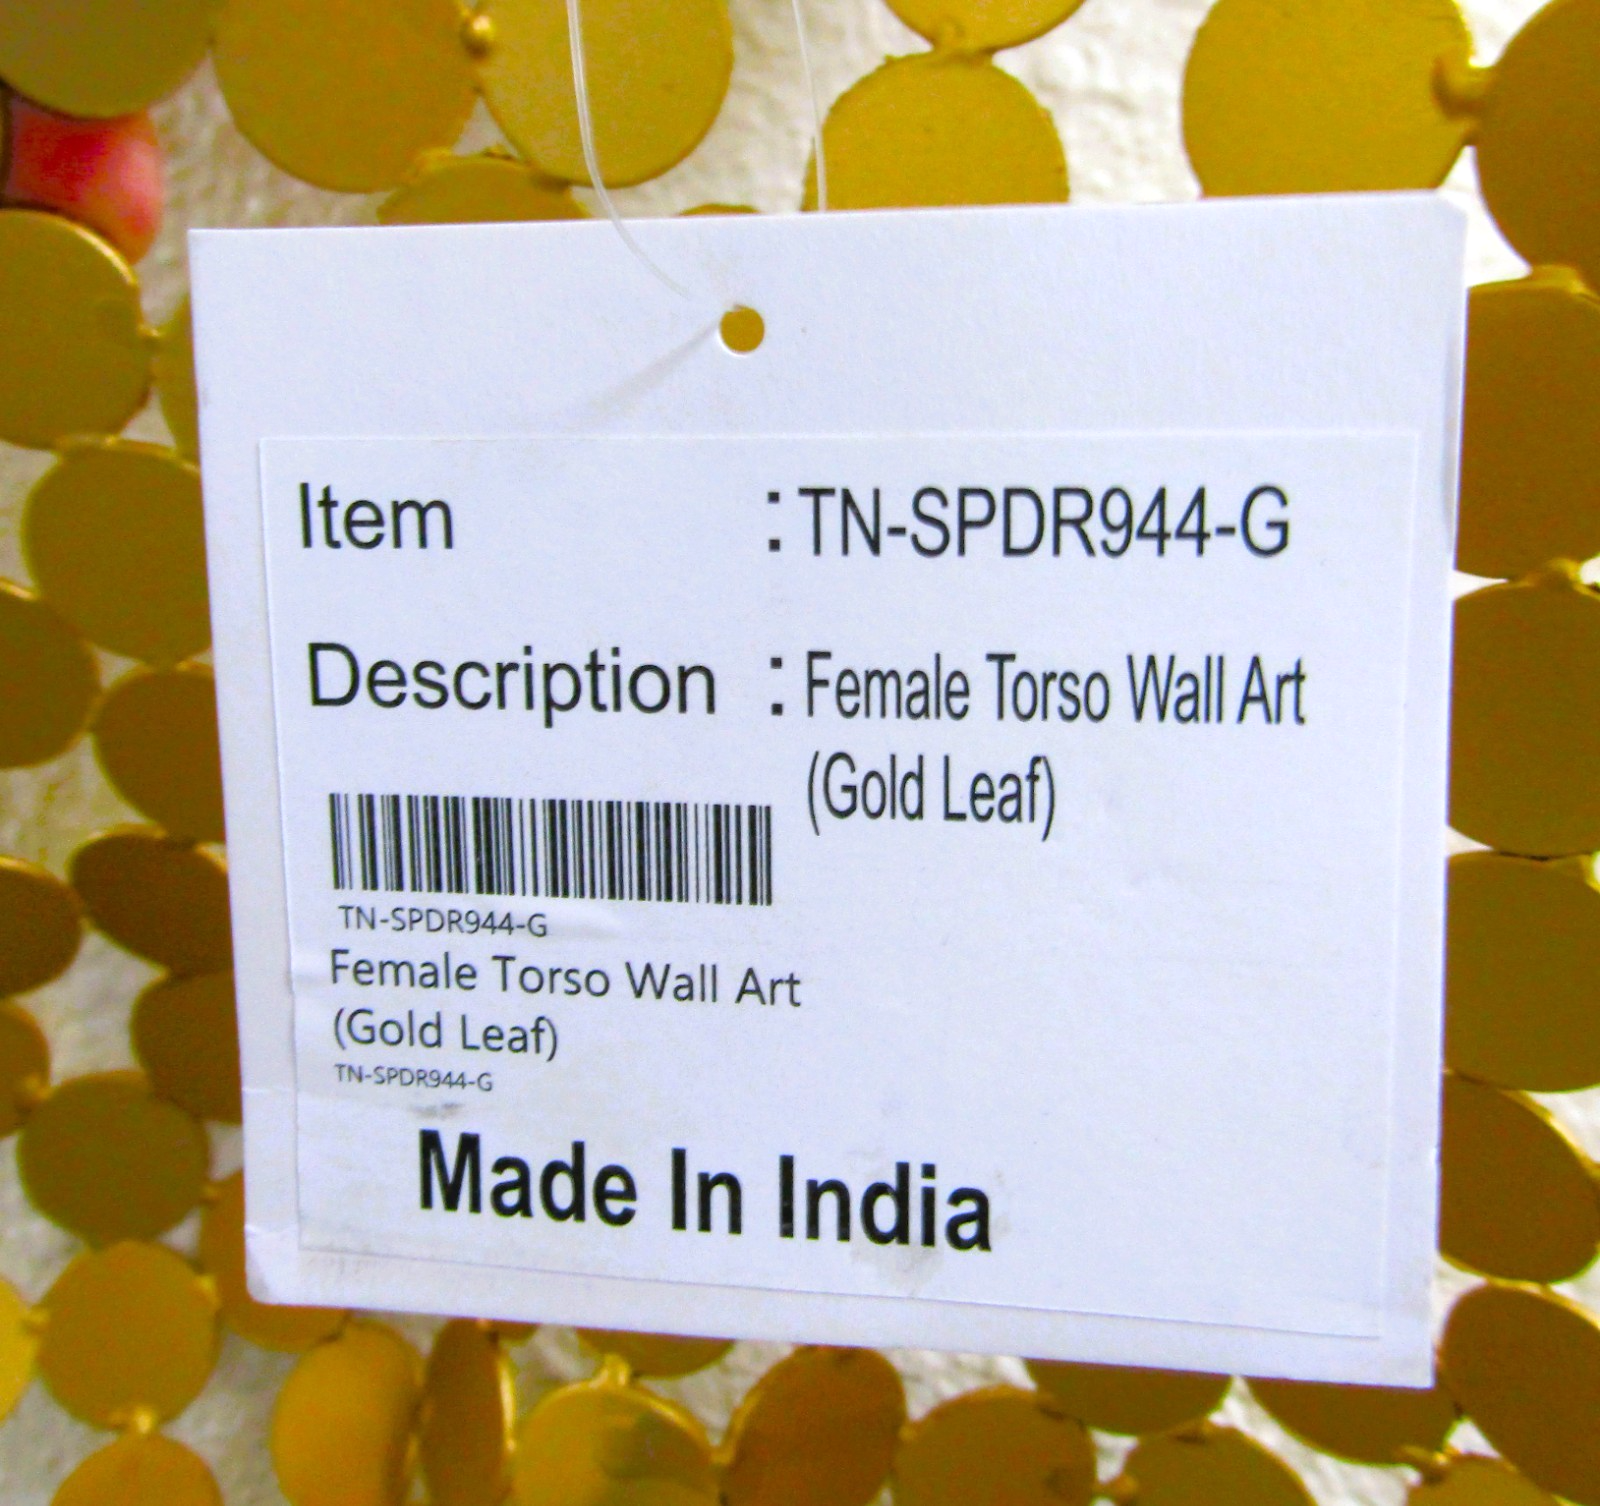 Item : TN-SPDR944-G
Description : Female Torso Wall Art
(Gold Leaf)
TN-SPDR944-G
Female Torso Wall Art
(Gold Leaf)
TN-SPDR944-G
Made In India